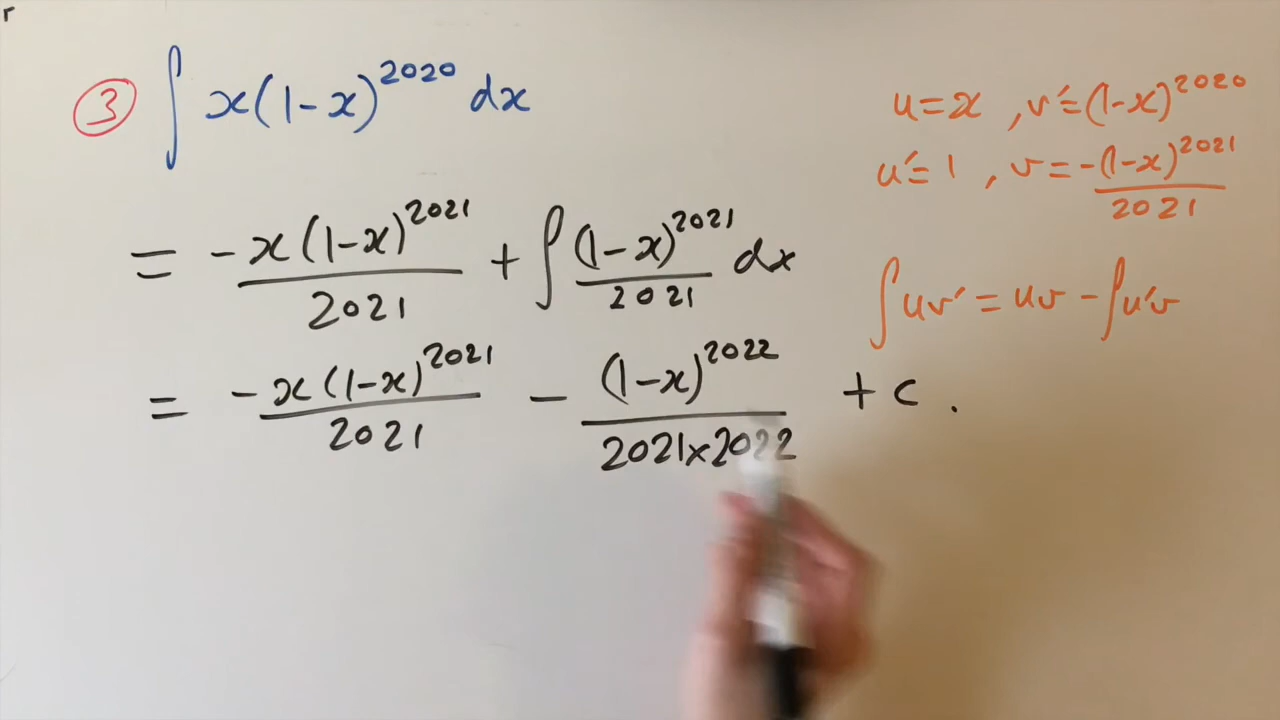 r
③ ∫ x(1-x)^2020 dx
= -x(1-x)^2021 / 2021 + ∫ (1-x)^2021 / 2021 dx
= -x(1-x)^2021 / 2021 - (1-x)^2022 / 2021×2022 + c .
u=x , v'=(1-x)^2020
u'=1 , v=-(1-x)^2021 / 2021
∫uv' = uv - ∫u'v